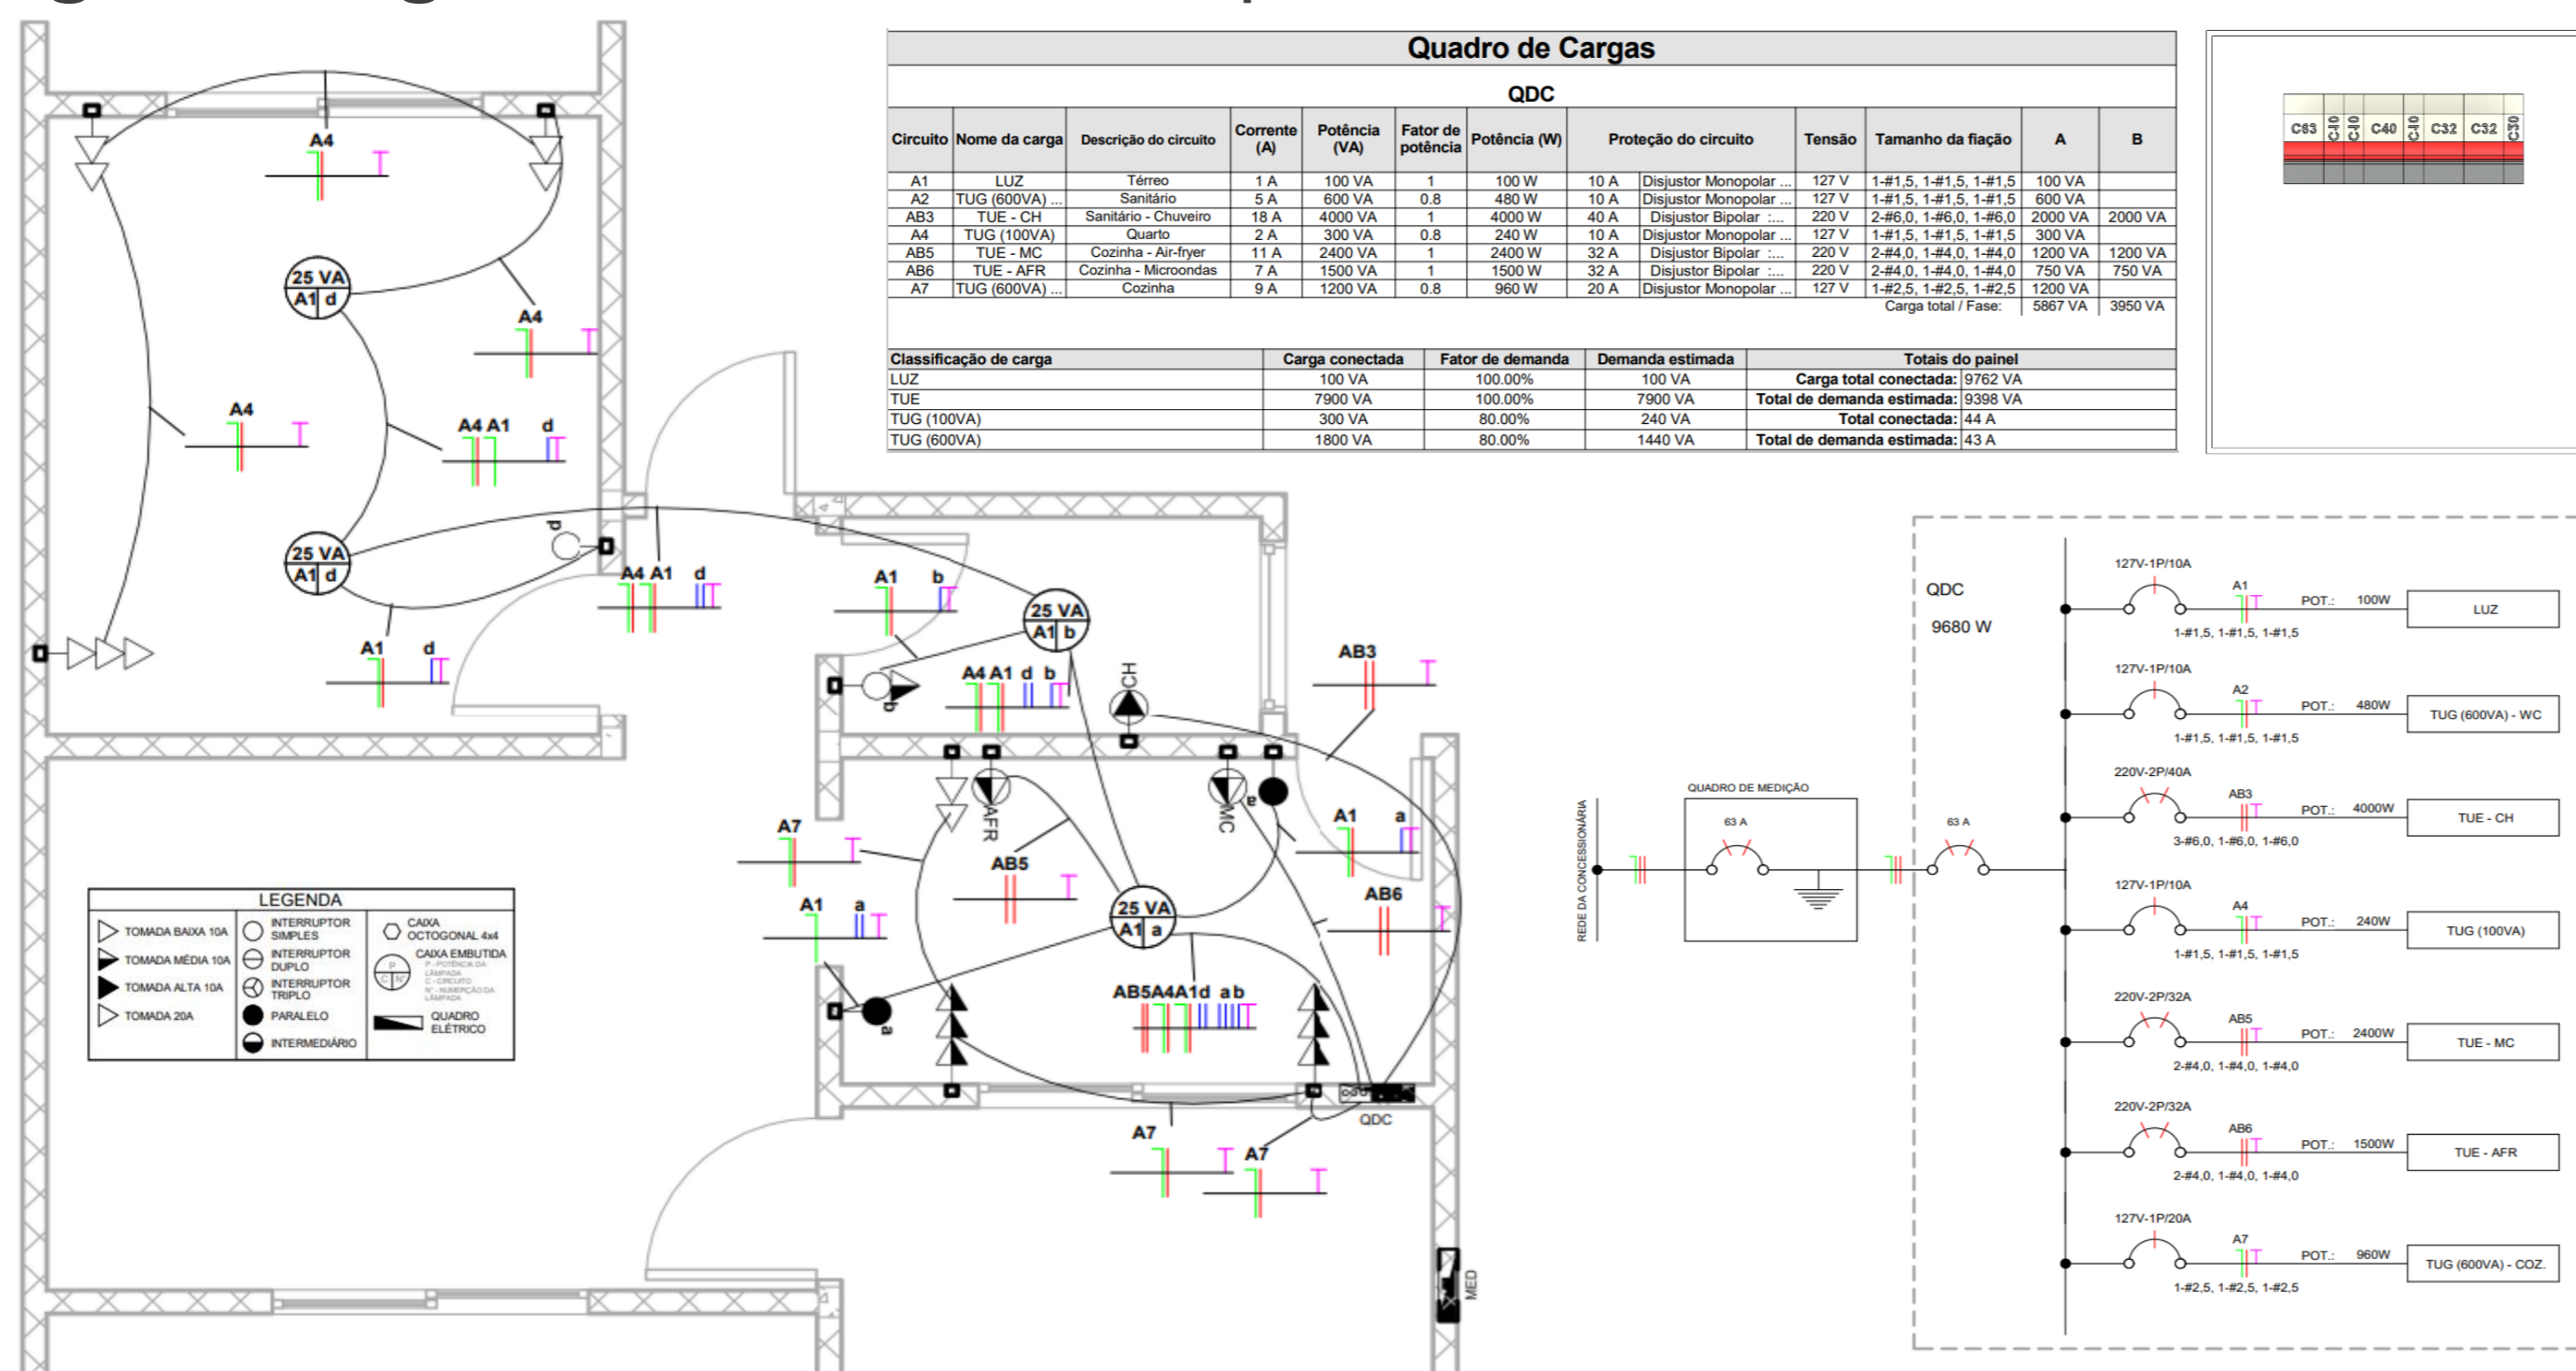 Quadro de Cargas
QDC
Circuito Nome da carga Descrição do circuito Corrente (A) Potência (VA) Fator de potência Potência (W) Proteção do circuito Tensão Tamanho da fiação A B
A1 LUZ Térreo 1 A 100 VA 1 100 W 10 A Disjustor Monopolar ... 127 V 1-#1,5, 1-#1,5, 1-#1,5 100 VA
A2 TUG (600VA) ... Sanitário 5 A 600 VA 0.8 480 W 10 A Disjustor Monopolar ... 127 V 1-#1,5, 1-#1,5, 1-#1,5 600 VA
AB3 TUE - CH Sanitário - Chuveiro 18 A 4000 VA 1 4000 W 40 A Disjustor Bipolar :... 220 V 2-#6,0, 1-#6,0, 1-#6,0 2000 VA 2000 VA
A4 TUG (100VA) Quarto 2 A 300 VA 0.8 240 W 10 A Disjustor Monopolar ... 127 V 1-#1,5, 1-#1,5, 1-#1,5 300 VA
AB5 TUE - MC Cozinha - Air-fryer 11 A 2400 VA 1 2400 W 32 A Disjustor Bipolar :... 220 V 2-#4,0, 1-#4,0, 1-#4,0 1200 VA 1200 VA
AB6 TUE - AFR Cozinha - Microondas 7 A 1500 VA 1 1500 W 32 A Disjustor Bipolar :... 220 V 2-#4,0, 1-#4,0, 1-#4,0 750 VA 750 VA
A7 TUG (600VA) ... Cozinha 9 A 1200 VA 0.8 960 W 20 A Disjustor Monopolar ... 127 V 1-#2,5, 1-#2,5, 1-#2,5 1200 VA
Carga total / Fase: 5867 VA 3950 VA
Classificação de carga Carga conectada Fator de demanda Demanda estimada Totais do painel
LUZ 100 VA 100.00% 100 VA Carga total conectada: 9762 VA
TUE 7900 VA 100.00% 7900 VA Total de demanda estimada: 9398 VA
TUG (100VA) 300 VA 80.00% 240 VA Total conectada: 44 A
TUG (600VA) 1800 VA 80.00% 1440 VA Total de demanda estimada: 43 A
C63 C10 C10 C40 C10 C32 C32
A4
25 VA
A1 d
A4
A4
A4 A1 d
25 VA
A1 d
d
A4 A1 d
A1 d
A1 b
25 VA
A1 b
b
A4 A1 d b
CH
AB3
AFR
MC
a
A1 a
A7
AB5
AB6
A1 a
25 VA
A1 a
a
AB5A4A1d ab
QDC
A7
A7
MED
LEGENDA
TOMADA BAIXA 10A
TOMADA MÉDIA 10A
TOMADA ALTA 10A
TOMADA 20A
INTERRUPTOR
SIMPLES
INTERRUPTOR
DUPLO
INTERRUPTOR
TRIPLO
PARALELO
INTERMEDIÁRIO
CAIXA
OCTOGONAL 4x4
CAIXA EMBUTIDA
P
C N°
P - POTÊNCIA DA
LÂMPADA
C - CIRCUITO
N° - NUMERÇÃO DA
LÂMPADA
QUADRO
ELÉTRICO
REDE DA CONCESSIONÁRIA
QUADRO DE MEDIÇÃO
63 A
63 A
QDC
9680 W
127V-1P/10A
A1
POT.: 100W
LUZ
1-#1,5, 1-#1,5, 1-#1,5
127V-1P/10A
A2
POT.: 480W
TUG (600VA) - WC
1-#1,5, 1-#1,5, 1-#1,5
220V-2P/40A
AB3
POT.: 4000W
TUE - CH
3-#6,0, 1-#6,0, 1-#6,0
127V-1P/10A
A4
POT.: 240W
TUG (100VA)
1-#1,5, 1-#1,5, 1-#1,5
220V-2P/32A
AB5
POT.: 2400W
TUE - MC
2-#4,0, 1-#4,0, 1-#4,0
220V-2P/32A
AB6
POT.: 1500W
TUE - AFR
2-#4,0, 1-#4,0, 1-#4,0
127V-1P/20A
A7
POT.: 960W
TUG (600VA) - COZ.
1-#2,5, 1-#2,5, 1-#2,5